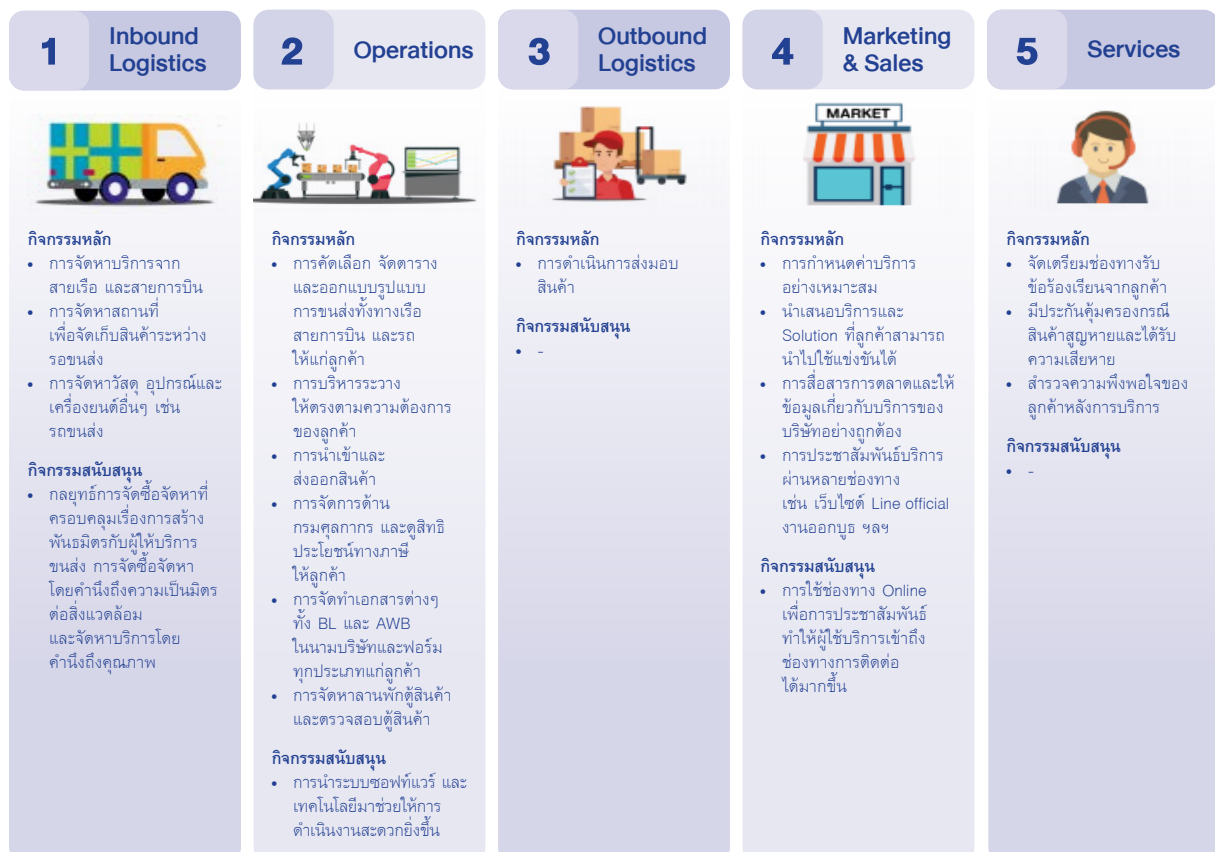 1
Inbound
Logistics
กิจกรรมหลัก
• การจัดหาบริการจาก
สายเรือ และสายการบิน
• การจัดหาสถานที่
เพื่อจัดเก็บสินค้าระหว่าง
รอขนส่ง
• การจัดหาวัสดุ อุปกรณ์และ
เครื่องยนต์อื่นๆ เช่น
รถขนส่ง
กิจกรรมสนับสนุน
• กลยุทธ์การจัดซื้อจัดหาที่
ครอบคลุมเรื่องการสร้าง
พันธมิตรกับผู้ให้บริการ
ขนส่ง การจัดซื้อจัดหา
โดยคำนึงถึงความเป็นมิตร
ต่อสิ่งแวดล้อม
และจัดหาบริการโดย
คำนึงถึงคุณภาพ
2
Operations
กิจกรรมหลัก
• การคัดเลือก จัดตาราง
และออกแบบรูปแบบ
การขนส่งทั้งทางเรือ
สายการบิน และรถ
ให้แก่ลูกค้า
• การบริหารระวาง
ให้ตรงตามความต้องการ
ของลูกค้า
• การนำเข้าและ
ส่งออกสินค้า
• การจัดการด้าน
กรมศุลกากร และดูสิทธิ
ประโยชน์ทางภาษี
ให้ลูกค้า
• การจัดทำเอกสารต่างๆ
ทั้ง BL และ AWB
ในนามบริษัทและฟอร์ม
ทุกประเภทแก่ลูกค้า
• การจัดหาลานพักตู้สินค้า
และตรวจสอบตู้สินค้า
กิจกรรมสนับสนุน
• การนำระบบซอฟท์แวร์ และ
เทคโนโลยีมาช่วยให้การ
ดำเนินงานสะดวกยิ่งขึ้น
3
Outbound
Logistics
กิจกรรมหลัก
• การดำเนินการส่งมอบ
สินค้า
กิจกรรมสนับสนุน
• -
4
Marketing
& Sales
MARKET
กิจกรรมหลัก
• การกำหนดค่าบริการ
อย่างเหมาะสม
• นำเสนอบริการและ
Solution ที่ลูกค้าสามารถ
นำไปใช้แข่งขันได้
• การสื่อสารการตลาดและให้
ข้อมูลเกี่ยวกับบริการของ
บริษัทอย่างถูกต้อง
• การประชาสัมพันธ์บริการ
ผ่านหลายช่องทาง
เช่น เว็บไซต์ Line official
งานออกบูธ ฯลฯ
กิจกรรมสนับสนุน
• การใช้ช่องทาง Online
เพื่อการประชาสัมพันธ์
ทำให้ผู้ใช้บริการเข้าถึง
ช่องทางการติดต่อ
ได้มากขึ้น
5
Services
กิจกรรมหลัก
• จัดเตรียมช่องทางรับ
ข้อร้องเรียนจากลูกค้า
• มีประกันคุ้มครองกรณี
สินค้าสูญหายและได้รับ
ความเสียหาย
• สำรวจความพึงพอใจของ
ลูกค้าหลังการบริการ
กิจกรรมสนับสนุน
• -